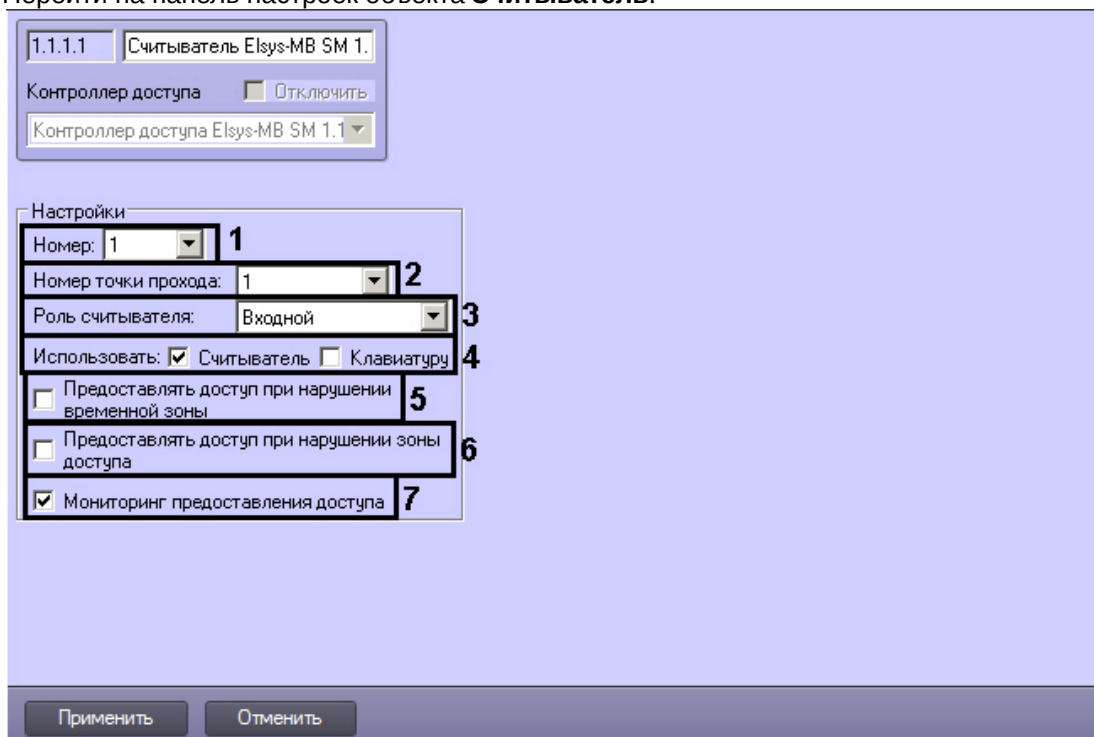 Перейти на панель настроек объекта Считыватель.
1.1.1.1 Считыватель Elsys-MB SM 1.
Контроллер доступа Отключить
Контроллер доступа Elsys-MB SM 1.1
Настройки
Номер: 1 1
Номер точки прохода: 1 2
Роль считывателя: Входной 3
Использовать: Считыватель Клавиатуру 4
Предоставлять доступ при нарушении
временной зоны 5
Предоставлять доступ при нарушении зоны
доступа 6
Мониторинг предоставления доступа 7
Применить Отменить